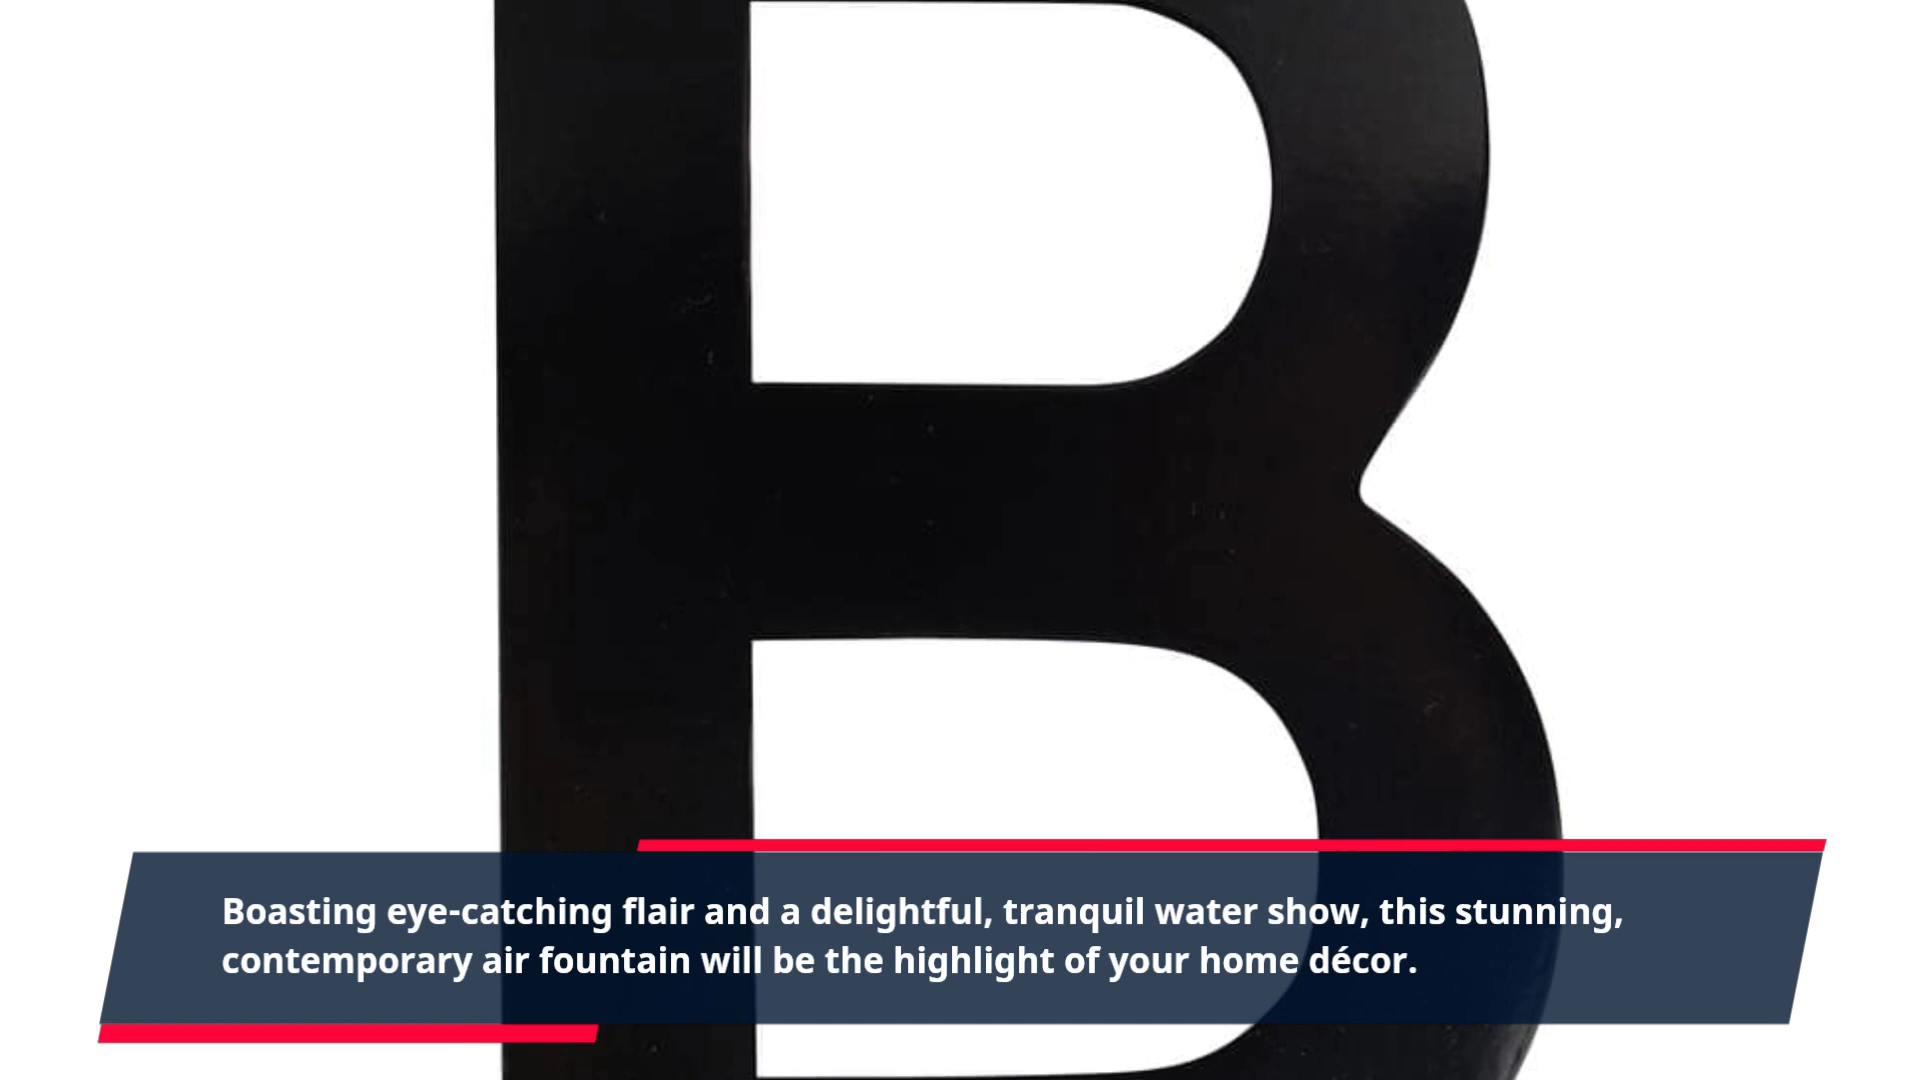 B
Boasting eye-catching flair and a delightful, tranquil water show, this stunning,
contemporary air fountain will be the highlight of your home décor.